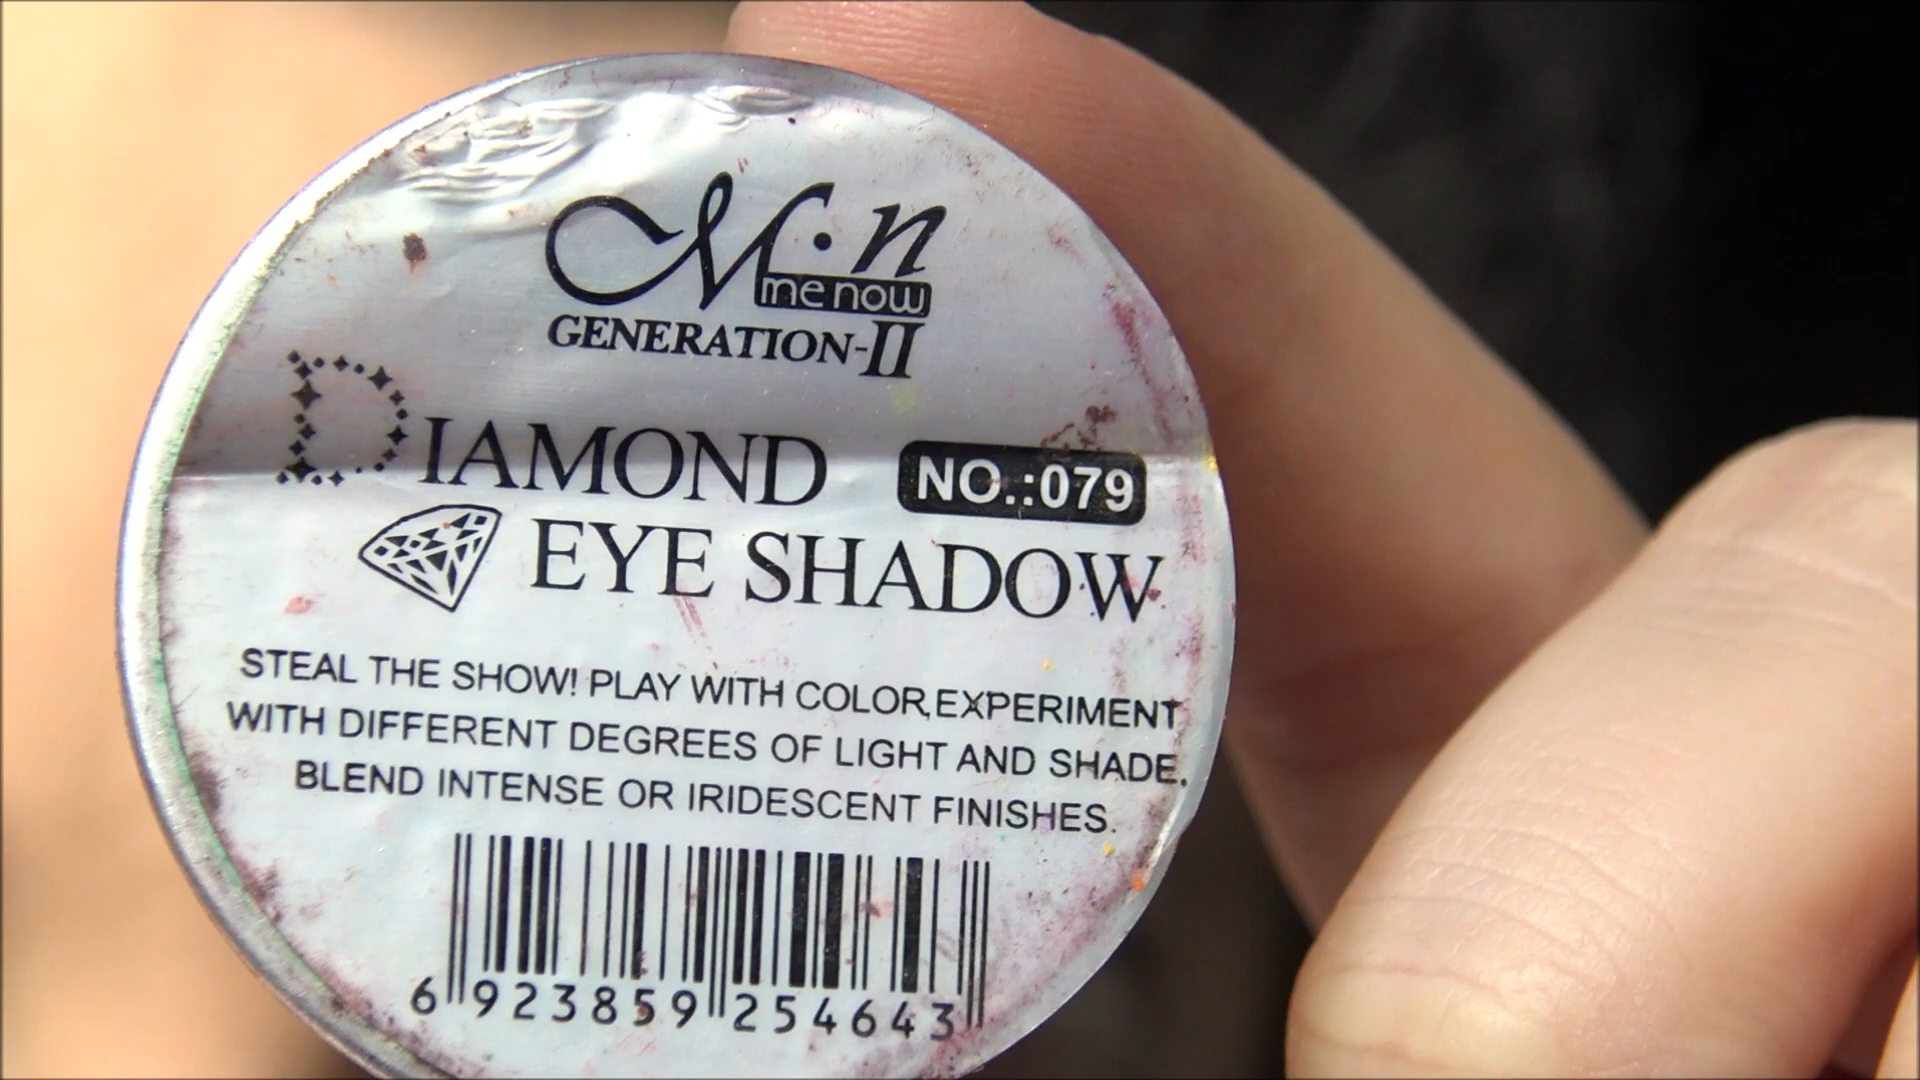 M•n
me now
GENERATION-II
DIAMOND
NO.:079
EYE SHADOW
STEAL THE SHOW! PLAY WITH COLOR,EXPERIMENT
WITH DIFFERENT DEGREES OF LIGHT AND SHADE.
BLEND INTENSE OR IRIDESCENT FINISHES.
6 923859 254643